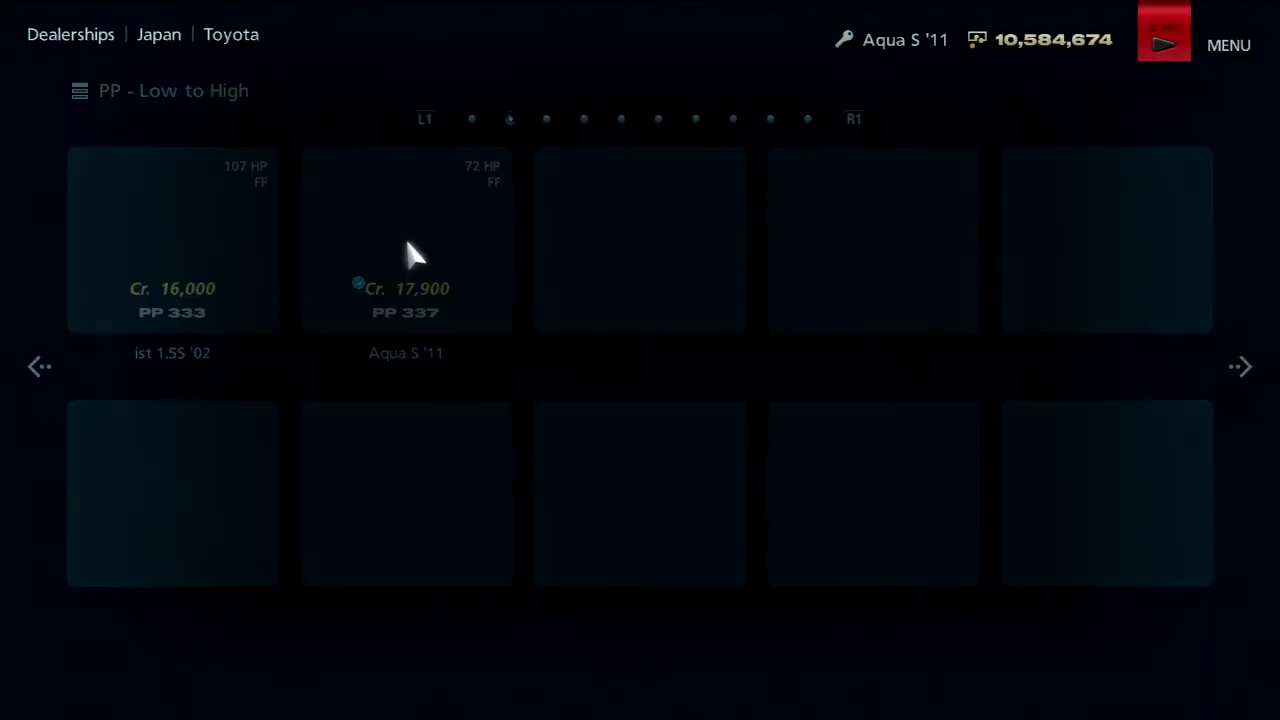 Dealerships | Japan | Toyota
Aqua S '11
10,584,674
START
MENU
PP - Low to High
L1
R1
107 HP
FF
Cr. 16,000
PP 333
ist 1.5S '02
72 HP
FF
Cr. 17,900
PP 337
Aqua S '11